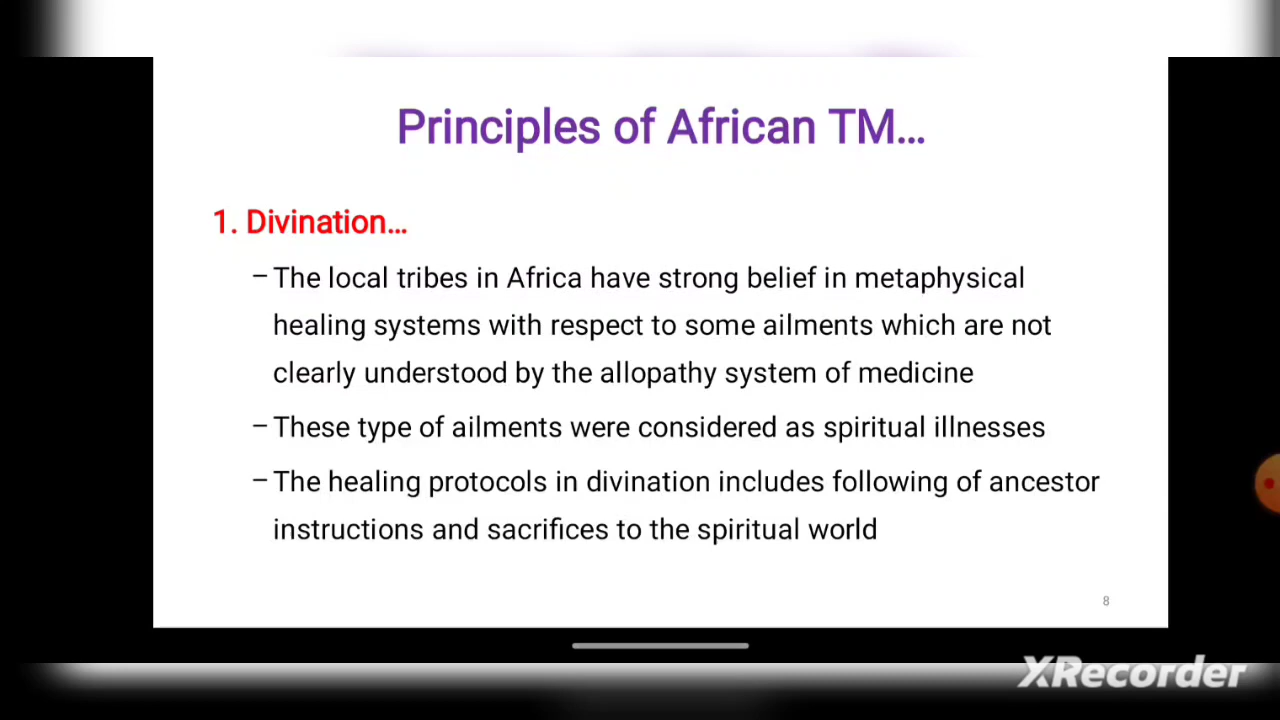 Principles of African TM...
1. Divination...
– The local tribes in Africa have strong belief in metaphysical
healing systems with respect to some ailments which are not
clearly understood by the allopathy system of medicine
– These type of ailments were considered as spiritual illnesses
– The healing protocols in divination includes following of ancestor
instructions and sacrifices to the spiritual world
8
XRecorder